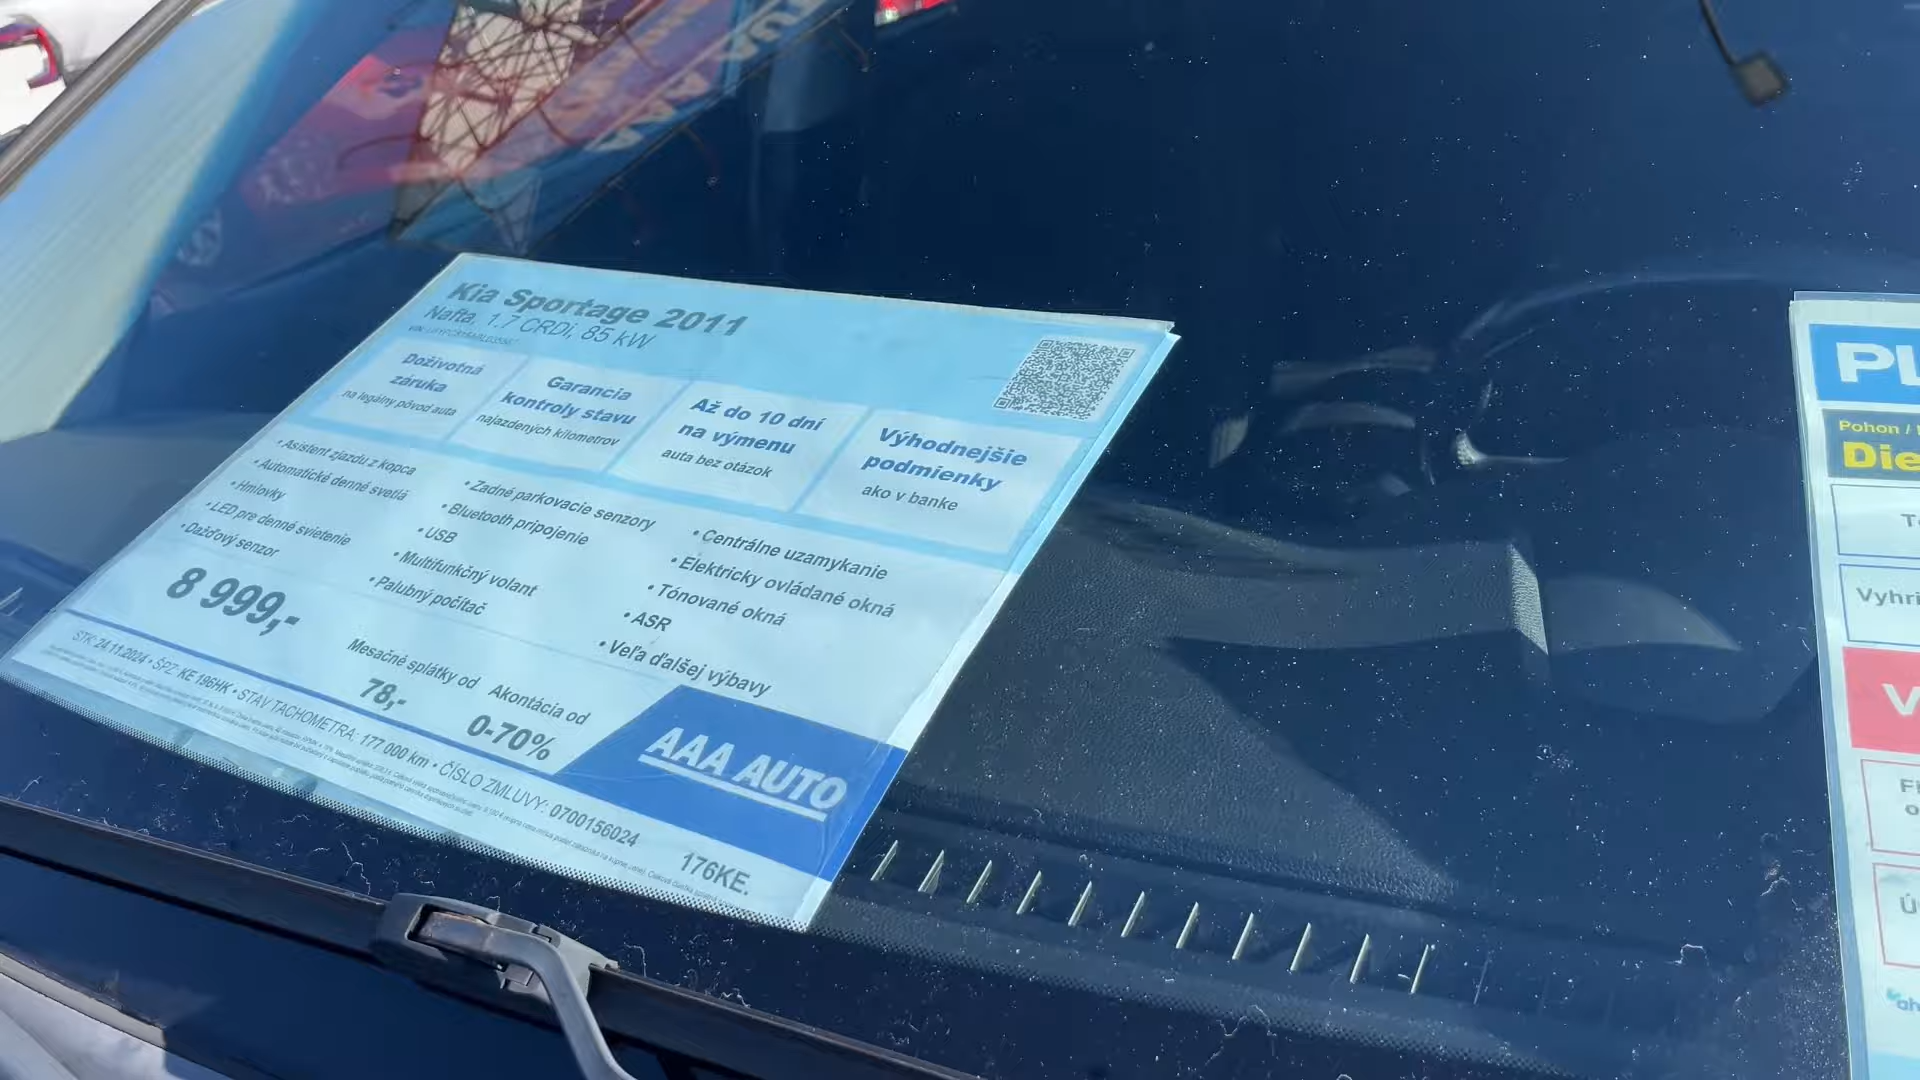 Kia Sportage 2011
Nafta, 1.7 CRDi, 85 kW
Doživotná
záruka
na legálny pôvod auta
Garancia
kontroly stavu
najazdených kilometrov
Až do 10 dní
na výmenu
auta bez otázok
Výhodnejšie
podmienky
ako v banke
• Asistent zjazdu z kopca
• Automatické denné svetlá
• Hmlovky
• LED pre denné svietenie
• Dažďový senzor
• Zadné parkovacie senzory
• Bluetooth pripojenie
• USB
• Multifunkčný volant
• Palubný počítač
• Centrálne uzamykanie
• Elektricky ovládané okná
• Tónované okná
• ASR
• Veľa ďalšej výbavy
8 999,-
Mesačné splátky od
78,-
Akontácia od
0-70%
AAA AUTO
STK: 24.11.2024 • ŠPZ: KE 196HK • STAV TACHOMETRA: 177 000 km • ČÍSLO ZMLUVY: 0700156024
176KE.
Pohon /
Die
Vyhri